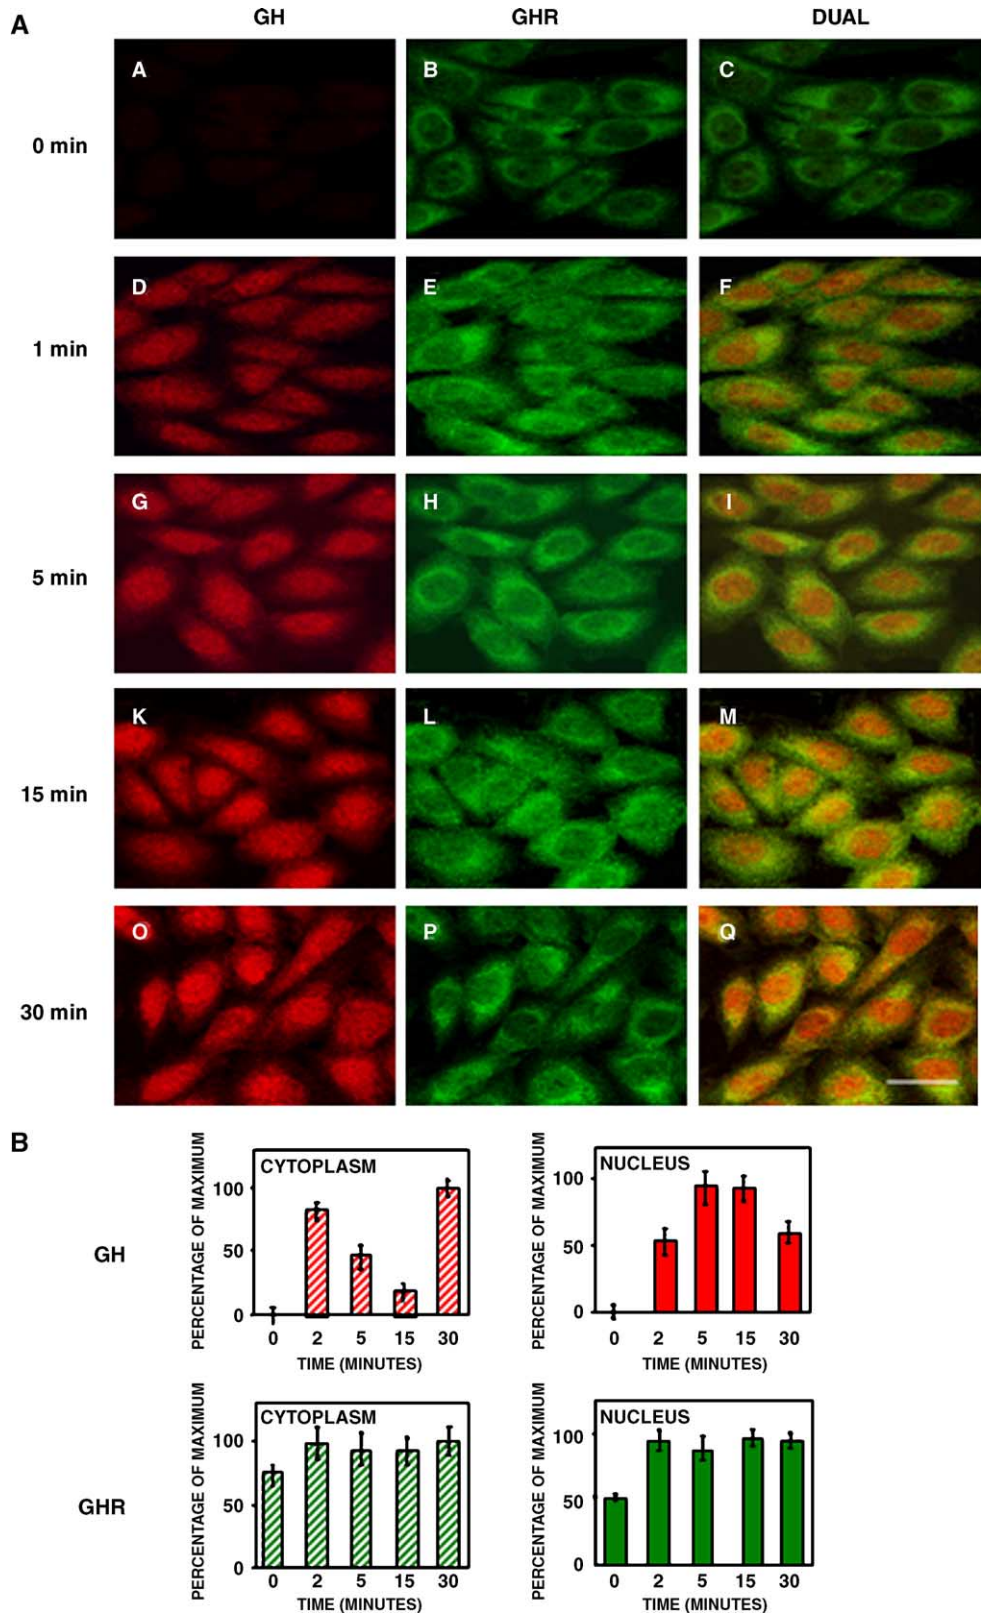 A
GH GHR DUAL
0 min A B C
1 min D E F
5 min G H I
15 min K L M
30 min O P Q
B
GH
PERCENTAGE OF MAXIMUM
CYTOPLASM
100
50
0
0 2 5 15 30
TIME (MINUTES)
PERCENTAGE OF MAXIMUM
NUCLEUS
100
50
0
0 2 5 15 30
TIME (MINUTES)
GHR
PERCENTAGE OF MAXIMUM
CYTOPLASM
100
50
0
0 2 5 15 30
TIME (MINUTES)
PERCENTAGE OF MAXIMUM
NUCLEUS
100
50
0
0 2 5 15 30
TIME (MINUTES)